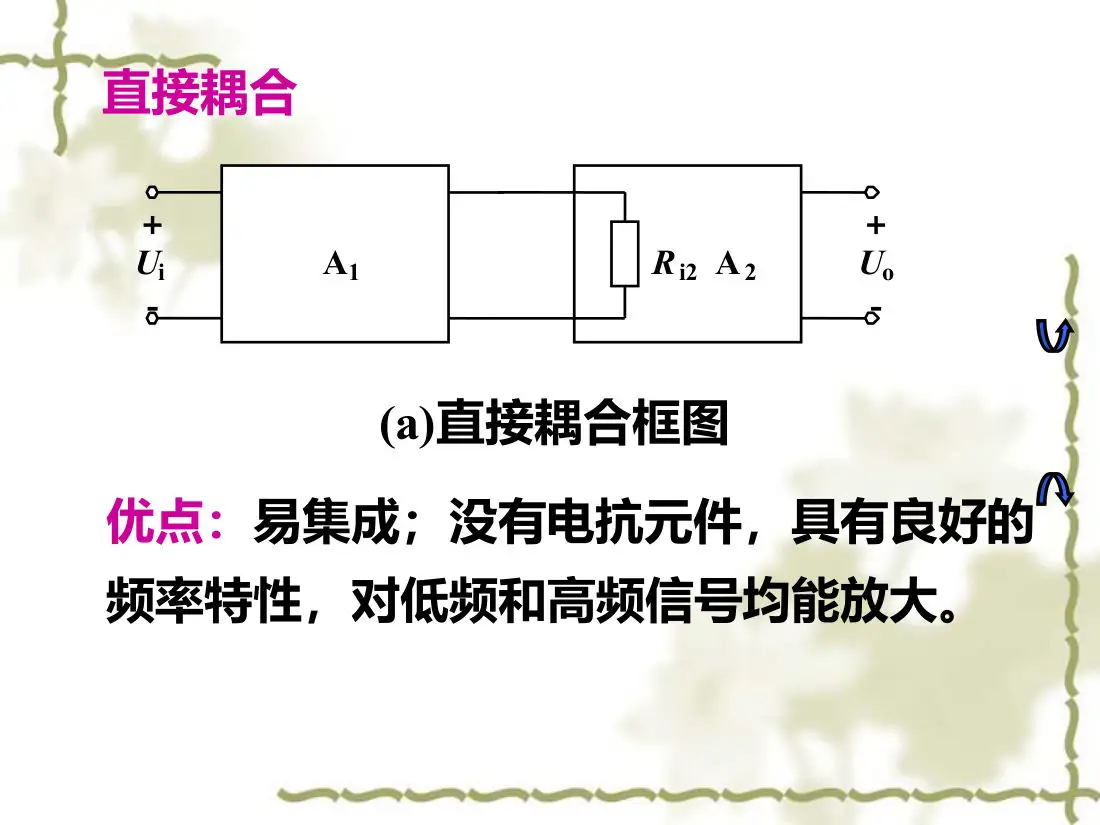 直接耦合
+ +
Ui A1 Ri2 A2 Uo
- -
(a)直接耦合框图
优点：易集成；没有电抗元件，具有良好的
频率特性，对低频和高频信号均能放大。